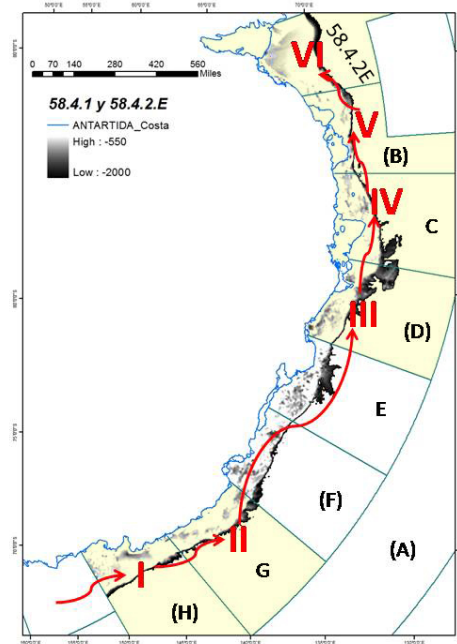 VI
58.4.2E
0 70 140 280 420 560
Miles
58.4.1 y 58.4.2.E
ANTARTIDA_Costa
High : -550
Low : -2000
V
(B)
IV
C
III
(D)
E
(F)
(A)
II
I
G
(H)